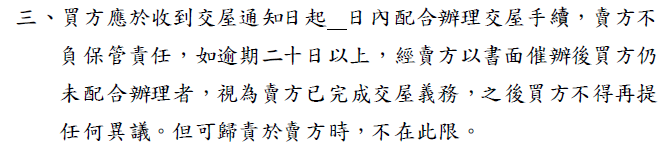 三、買方應於收到交屋通知日起__日內配合辦理交屋手續，賣方不
負保管責任，如逾期二十日以上，經賣方以書面催辦後買方仍
未配合辦理者，視為賣方已完成交屋義務，之後買方不得再提
任何異議。但可歸責於賣方時，不在此限。